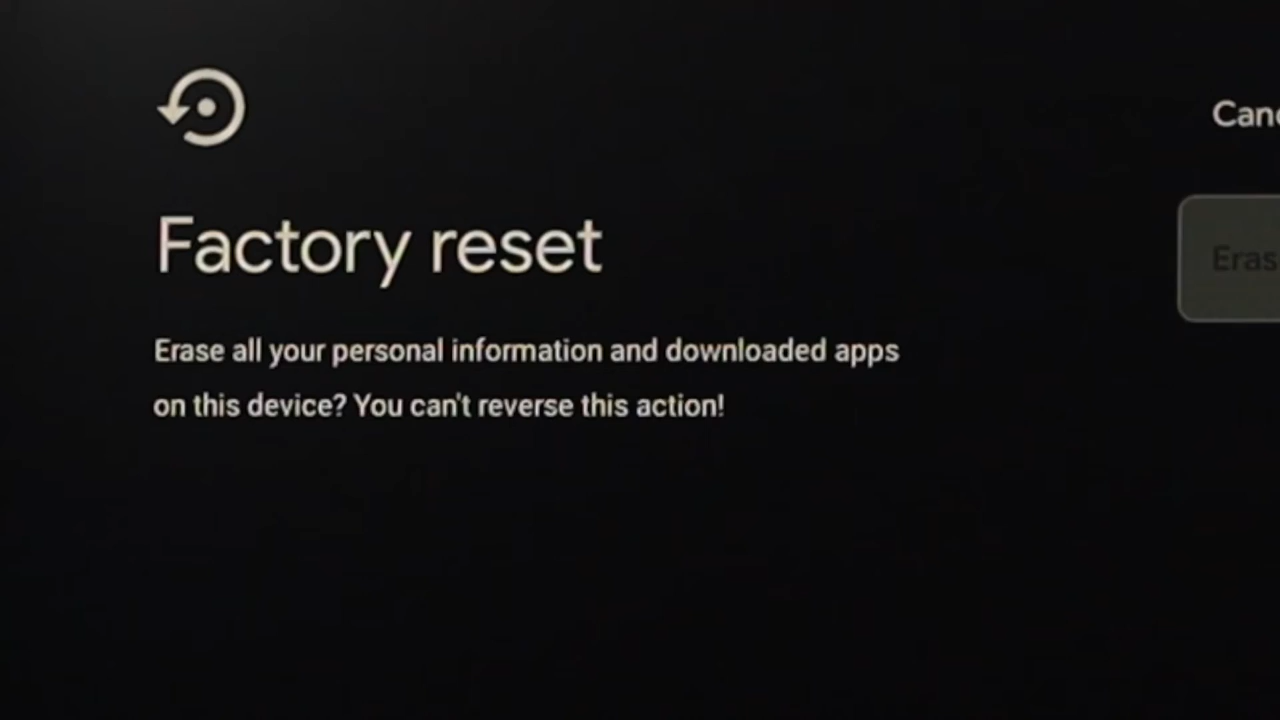 Factory reset
Erase all your personal information and downloaded apps
on this device? You can't reverse this action!